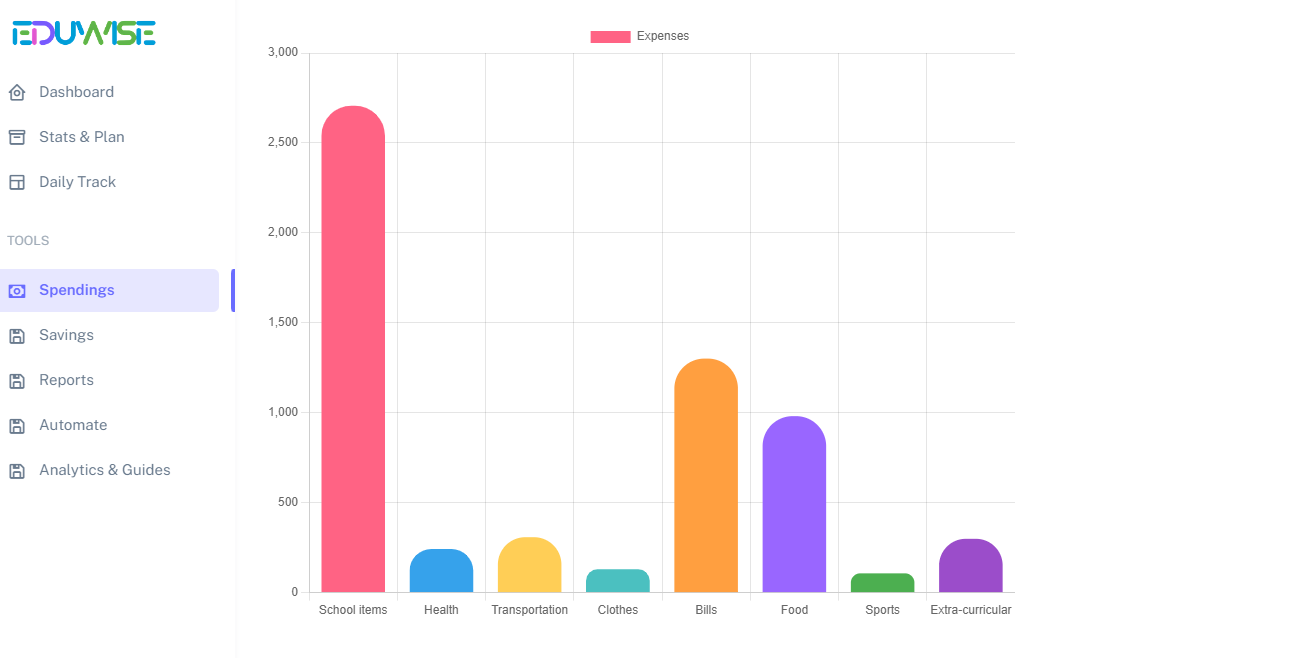 EDUWISE
Dashboard
Stats & Plan
Daily Track
TOOLS
Spendings
Savings
Reports
Automate
Analytics & Guides
Expenses
3,000
2,500
2,000
1,500
1,000
500
0
School items Health Transportation Clothes Bills Food Sports Extra-curricular